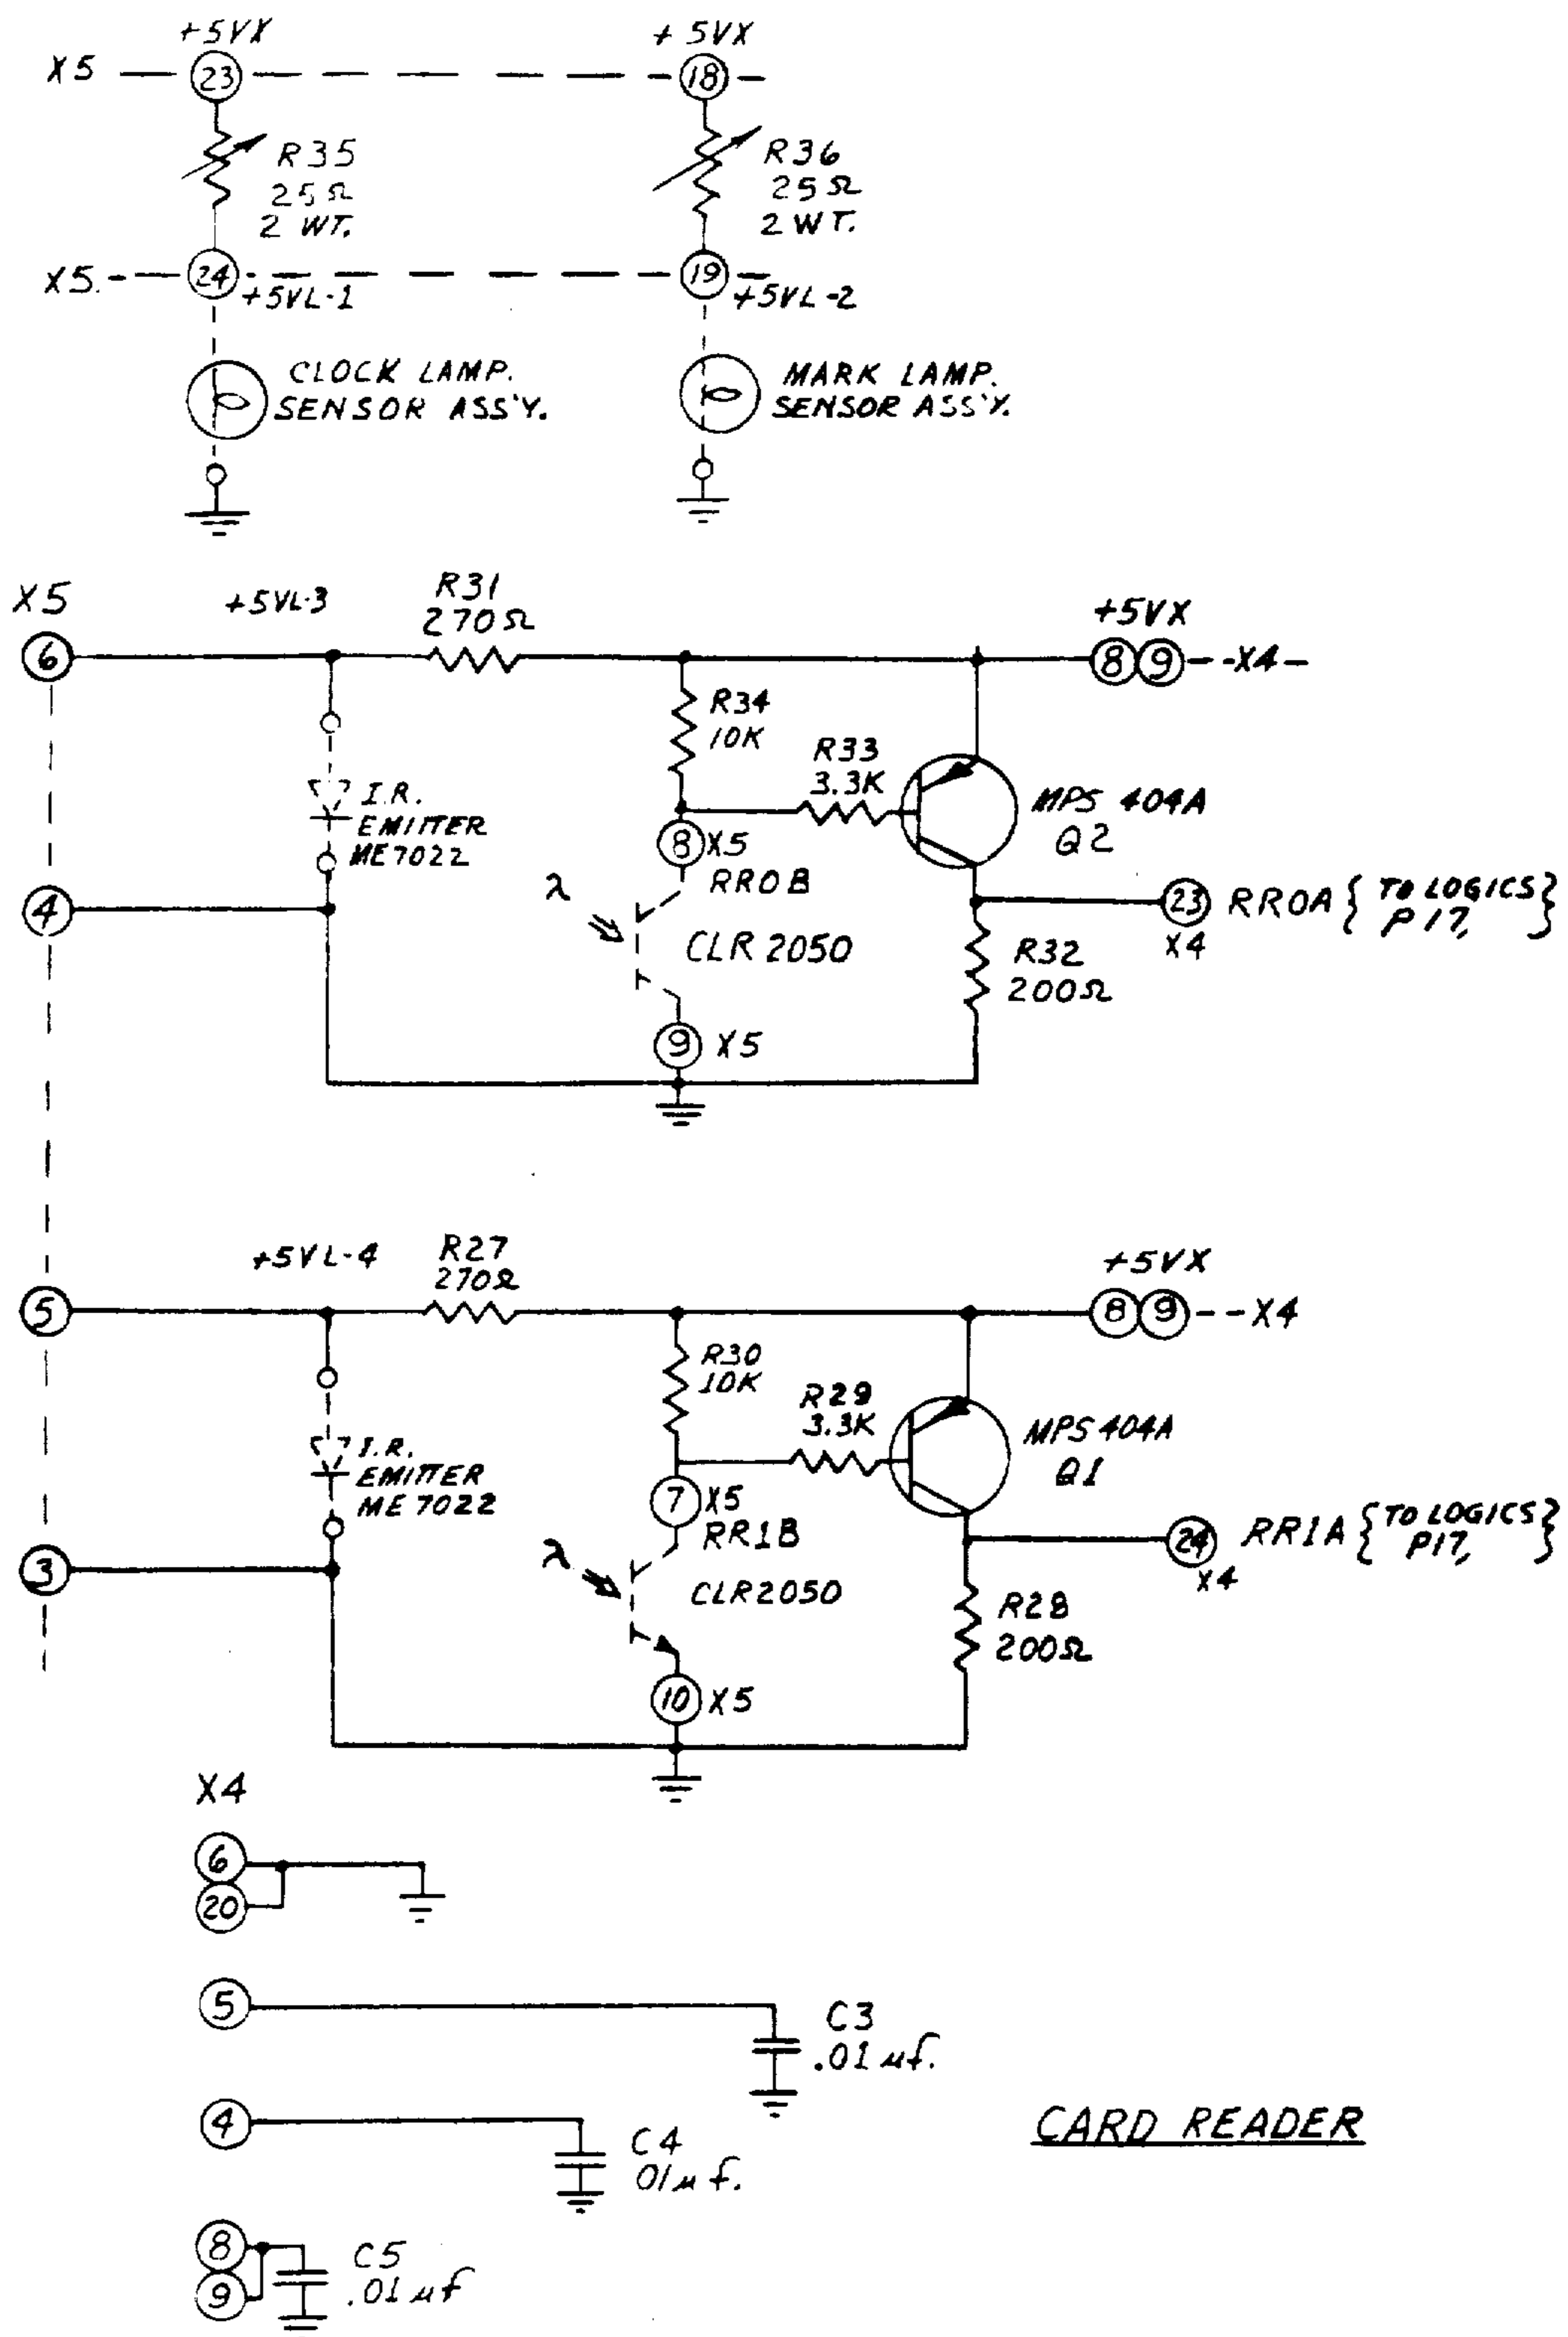 +5VX
+5VX
X5
23
18
R35
25Ω
2 WT.
R36
25Ω
2 WT.
X5.
24
19
+5VL-1
+5VL-2
CLOCK LAMP.
SENSOR ASS'Y.
MARK LAMP.
SENSOR ASS'Y.
X5
+5VL-3
R31
270Ω
+5VX
6
8 9 X4
R34
10K
R33
3.3K
I.R.
EMITTER
ME7022
MPS 404A
Q2
8 X5
RR0B
λ
4
23 RR0A { TO LOGICS }
P17,
X4
CLR 2050
R32
200Ω
9 X5
+5VL-4
R27
270Ω
+5VX
5
8 9 X4
R30
10K
R29
3.3K
I.R.
EMITTER
ME 7022
MPS 404A
Q1
7 X5
RR1B
λ
24 RR1A { TO LOGICS }
P17,
X4
3
CLR2050
R28
200Ω
10 X5
X4
6
20
5
C3
.01 µf.
4
C4
01µf.
CARD READER
8
9
C5
.01 µf